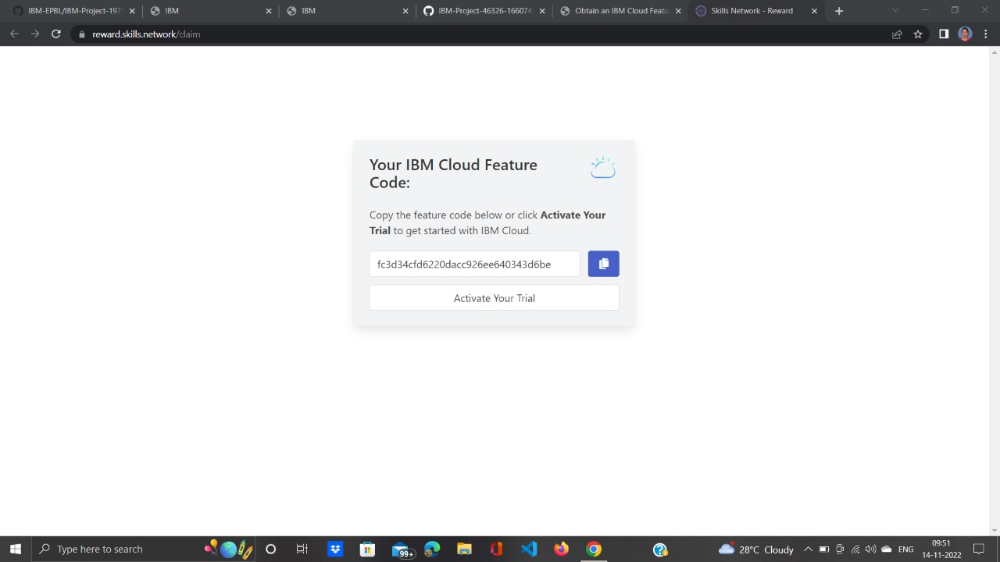 IBM-EPBL/IBM-Project-197
IBM
IBM
IBM-Project-46326-166074
Obtain an IBM Cloud Featu
Skills Network - Reward
reward.skills.network/claim
Your IBM Cloud Feature
Code:
Copy the feature code below or click Activate Your
Trial to get started with IBM Cloud.
fc3d34cfd6220dacc926ee640343d6be
Activate Your Trial
Type here to search
99+
28°C Cloudy
ENG
09:51
14-11-2022